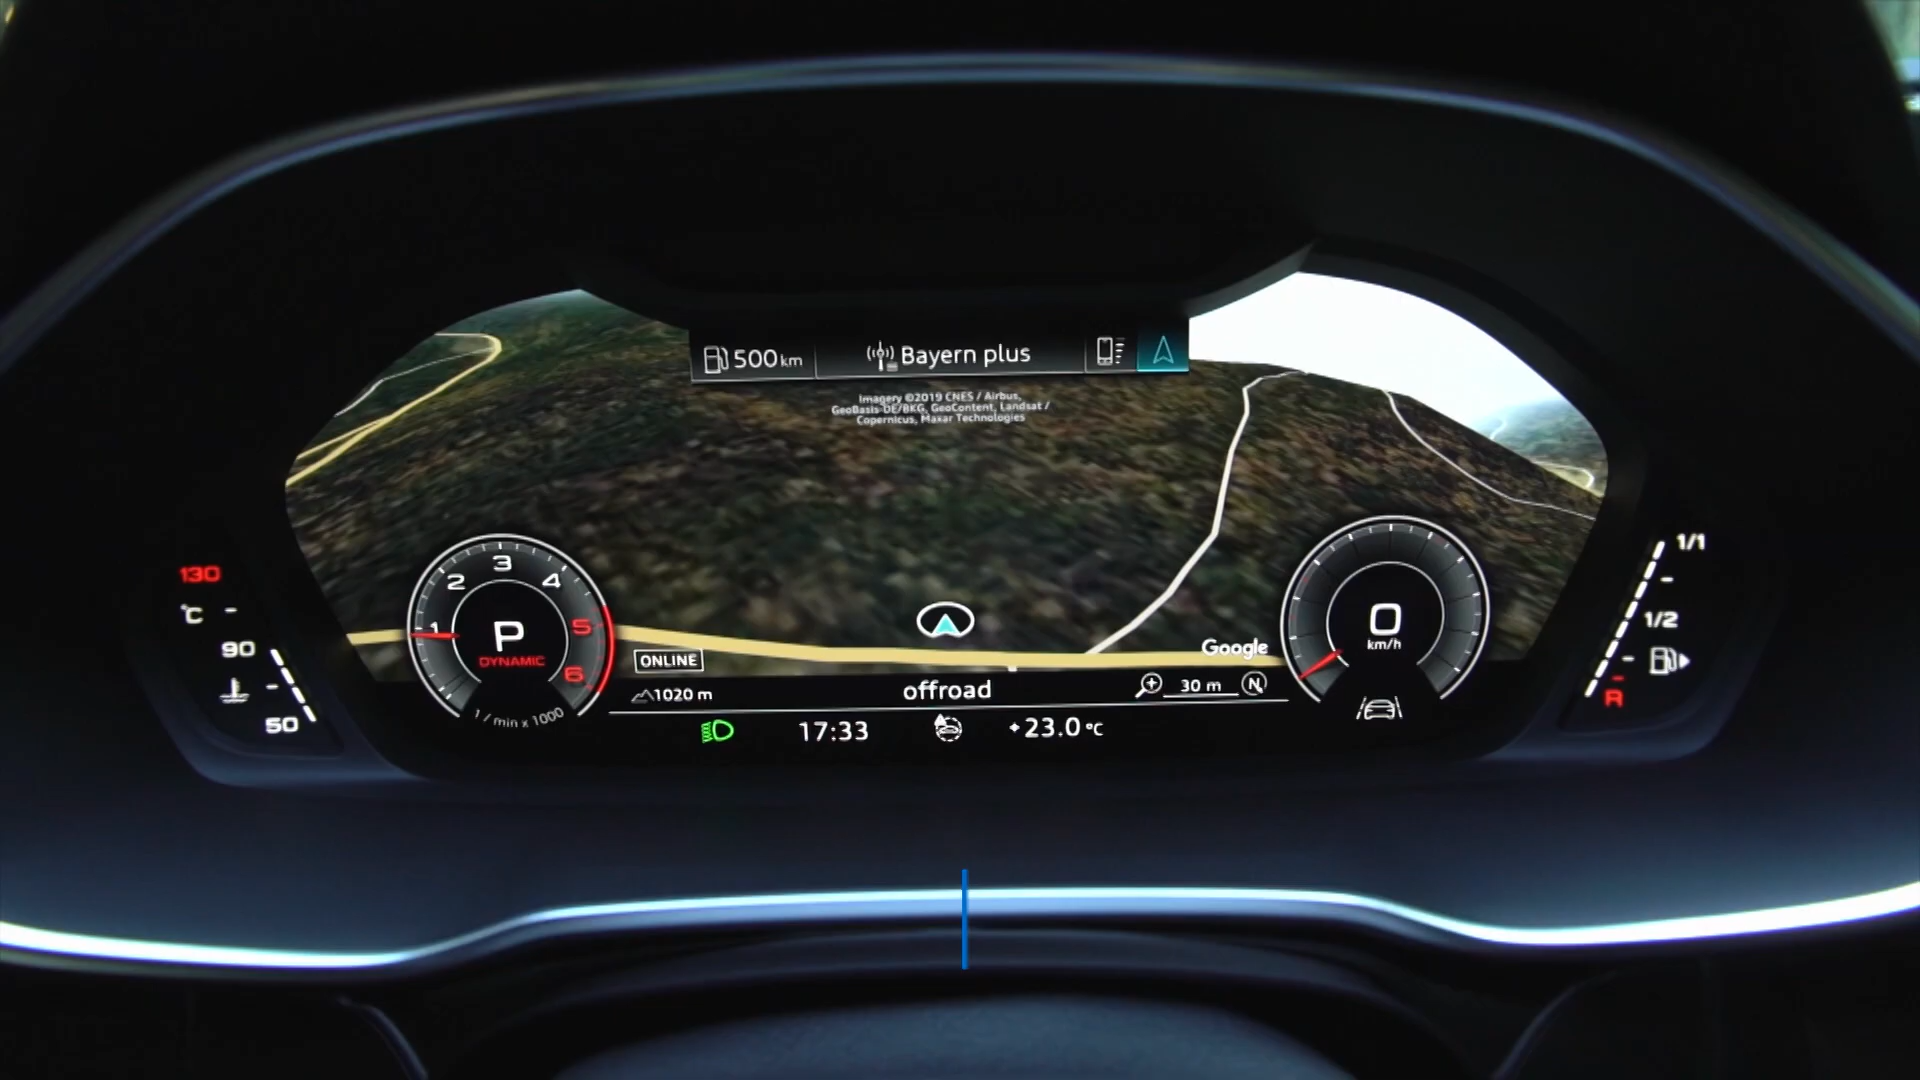 500 km
Bayern plus
Imagery ©2019 CNES / Airbus,
GeoBasis-DE/BKG, GeoContent, Landsat /
Copernicus, Maxar Technologies
130
°C
90
50
1
2
3
4
5
6
P
DYNAMIC
1 / min x 1000
ONLINE
1020 m
offroad
Google
30 m
N
17:33
+23.0 °C
0
km/h
1/1
1/2
R